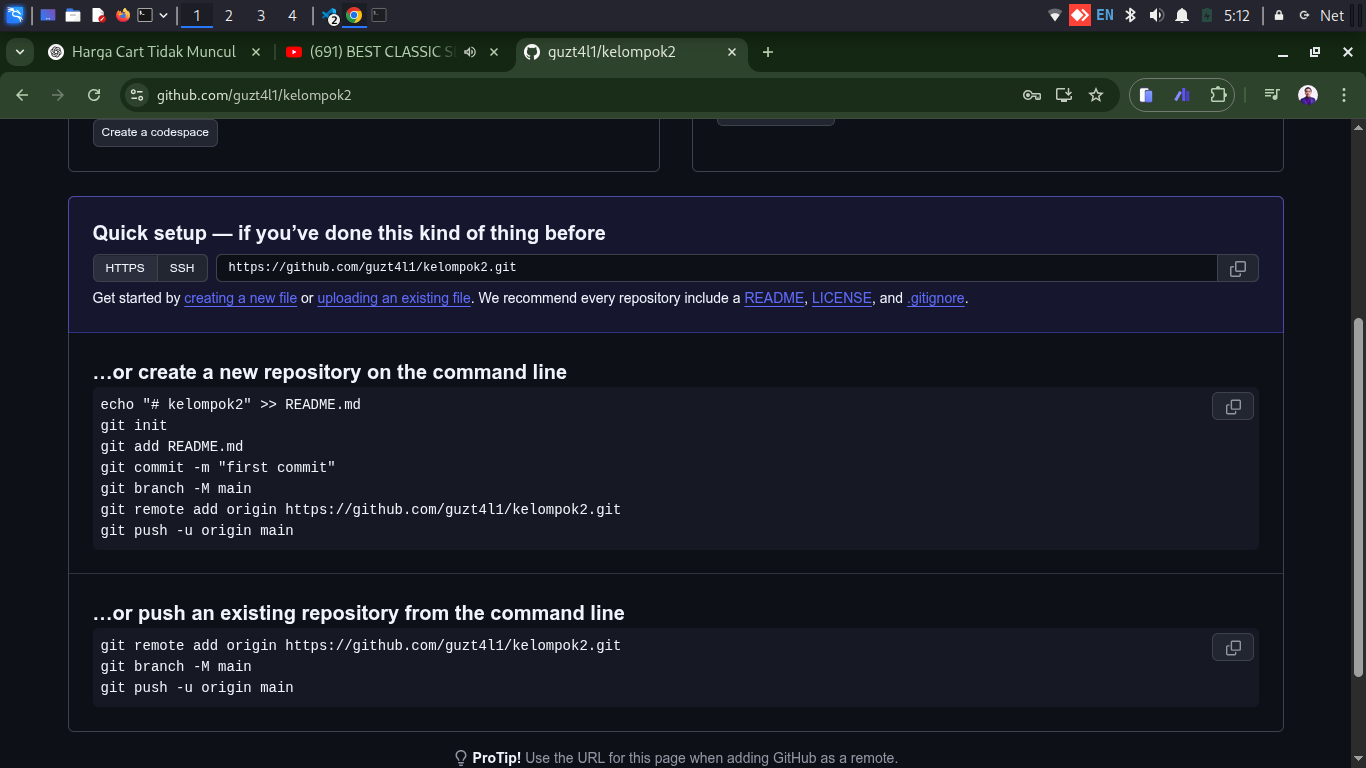 1 2 3 4 2 EN 5:12 Net
Harga Cart Tidak Muncul (691) BEST CLASSIC guzt4l1/kelompok2
github.com/guzt4l1/kelompok2
Create a codespace
Quick setup — if you’ve done this kind of thing before
HTTPS SSH https://github.com/guzt4l1/kelompok2.git
Get started by creating a new file or uploading an existing file. We recommend every repository include a README, LICENSE, and .gitignore.
…or create a new repository on the command line
echo "# kelompok2" >> README.md
git init
git add README.md
git commit -m "first commit"
git branch -M main
git remote add origin https://github.com/guzt4l1/kelompok2.git
git push -u origin main
…or push an existing repository from the command line
git remote add origin https://github.com/guzt4l1/kelompok2.git
git branch -M main
git push -u origin main
ProTip! Use the URL for this page when adding GitHub as a remote.